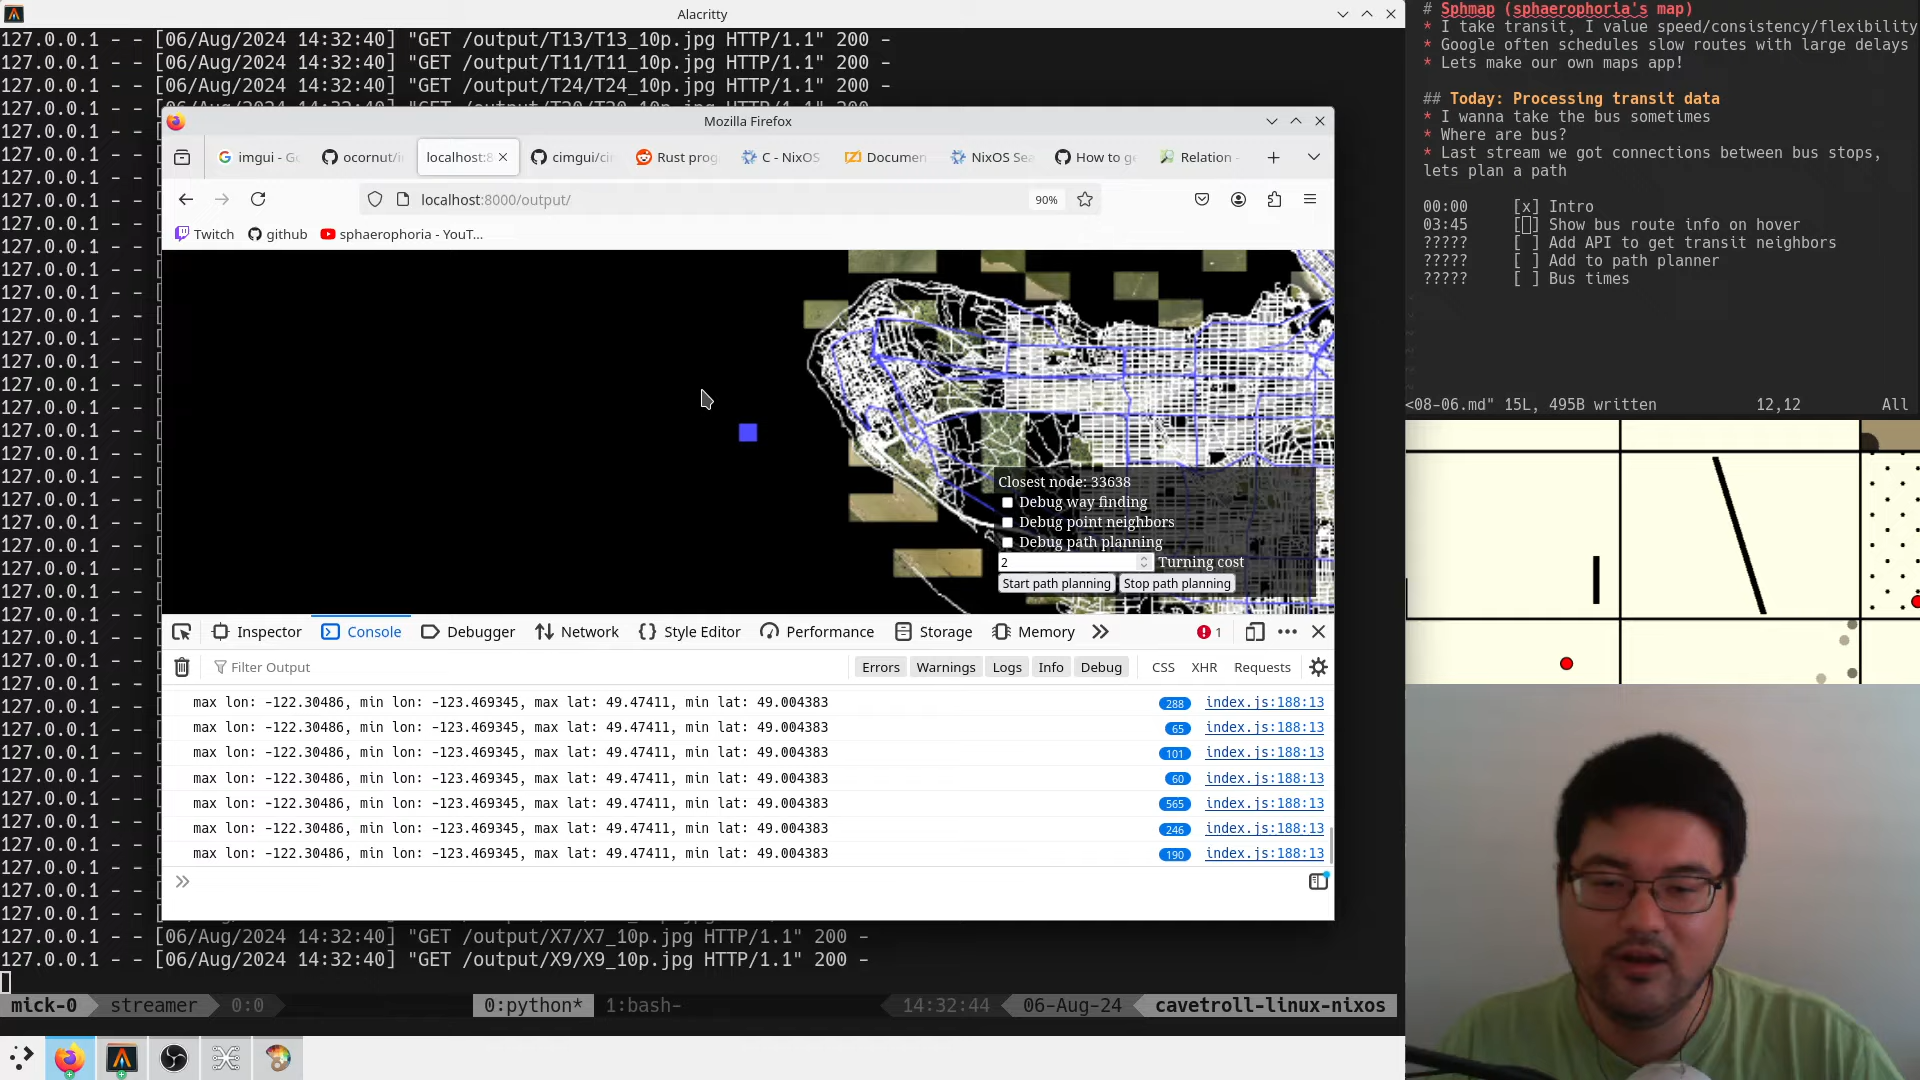 Alacritty
127.0.0.1 - - [06/Aug/2024 14:32:40] "GET /output/T13/T13_10p.jpg HTTP/1.1" 200 -
127.0.0.1 - - [06/Aug/2024 14:32:40] "GET /output/T11/T11_10p.jpg HTTP/1.1" 200 -
127.0.0.1 - - [06/Aug/2024 14:32:40] "GET /output/T24/T24_10p.jpg HTTP/1.1" 200 -
Mozilla Firefox
imgui - Go
ocornut/i
localhost:8
cimgui/ci
Rust prog
C - NixOS
Documen
NixOS Sea
How to ge
Relation -
localhost:8000/output/
90%
Twitch
github
sphaerophoria - YouT...
Closest node: 33638
Debug way finding
Debug point neighbors
Debug path planning
2 Turning cost
Start path planning Stop path planning
Inspector Console Debugger Network Style Editor Performance Storage Memory 1
Filter Output Errors Warnings Logs Info Debug CSS XHR Requests
max lon: -122.30486, min lon: -123.469345, max lat: 49.47411, min lat: 49.004383 288 index.js:188:13
max lon: -122.30486, min lon: -123.469345, max lat: 49.47411, min lat: 49.004383 65 index.js:188:13
max lon: -122.30486, min lon: -123.469345, max lat: 49.47411, min lat: 49.004383 101 index.js:188:13
max lon: -122.30486, min lon: -123.469345, max lat: 49.47411, min lat: 49.004383 60 index.js:188:13
max lon: -122.30486, min lon: -123.469345, max lat: 49.47411, min lat: 49.004383 565 index.js:188:13
max lon: -122.30486, min lon: -123.469345, max lat: 49.47411, min lat: 49.004383 246 index.js:188:13
max lon: -122.30486, min lon: -123.469345, max lat: 49.47411, min lat: 49.004383 190 index.js:188:13
127.0.0.1 - - [06/Aug/2024 14:32:40] "GET /output/X7/X7_10p.jpg HTTP/1.1" 200 -
127.0.0.1 - - [06/Aug/2024 14:32:40] "GET /output/X9/X9_10p.jpg HTTP/1.1" 200 -
mick-0 streamer 0:0 0:python* 1:bash- 14:32:44 06-Aug-24 cavetroll-linux-nixos
# Sphmap (sphaerophoria's map)
* I take transit, I value speed/consistency/flexibility
* Google often schedules slow routes with large delays
* Lets make our own maps app!
## Today: Processing transit data
* I wanna take the bus sometimes
* Where are bus?
* Last stream we got connections between bus stops,
lets plan a path
00:00 [x] Intro
03:45 [ ] Show bus route info on hover
????? [ ] Add API to get transit neighbors
????? [ ] Add to path planner
????? [ ] Bus times
<08-06.md" 15L, 495B written 12,12 All